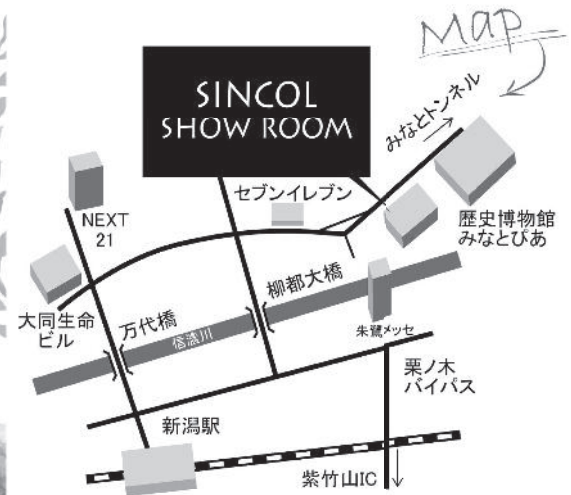 Map
SINCOL
SHOW ROOM
みなとトンネル
セブンイレブン
NEXT
21
歴史博物館
みなとぴあ
柳都大橋
大同生命
ビル
万代橋
信濃川
朱鷺メッセ
栗ノ木
バイパス
新潟駅
紫竹山IC